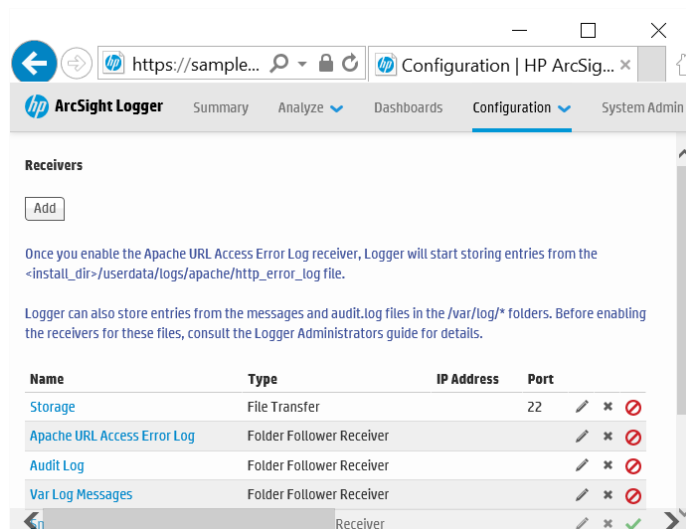 https://sample... Configuration | HP ArcSig...
hp ArcSight Logger Summary Analyze Dashboards Configuration System Admin
Receivers
Add
Once you enable the Apache URL Access Error Log receiver, Logger will start storing entries from the
<install_dir>/userdata/logs/apache/http_error_log file.
Logger can also store entries from the messages and audit.log files in the /var/log/* folders. Before enabling
the receivers for these files, consult the Logger Administrators guide for details.
Name Type IP Address Port
Storage File Transfer 22
Apache URL Access Error Log Folder Follower Receiver
Audit Log Folder Follower Receiver
Var Log Messages Folder Follower Receiver
Receiver